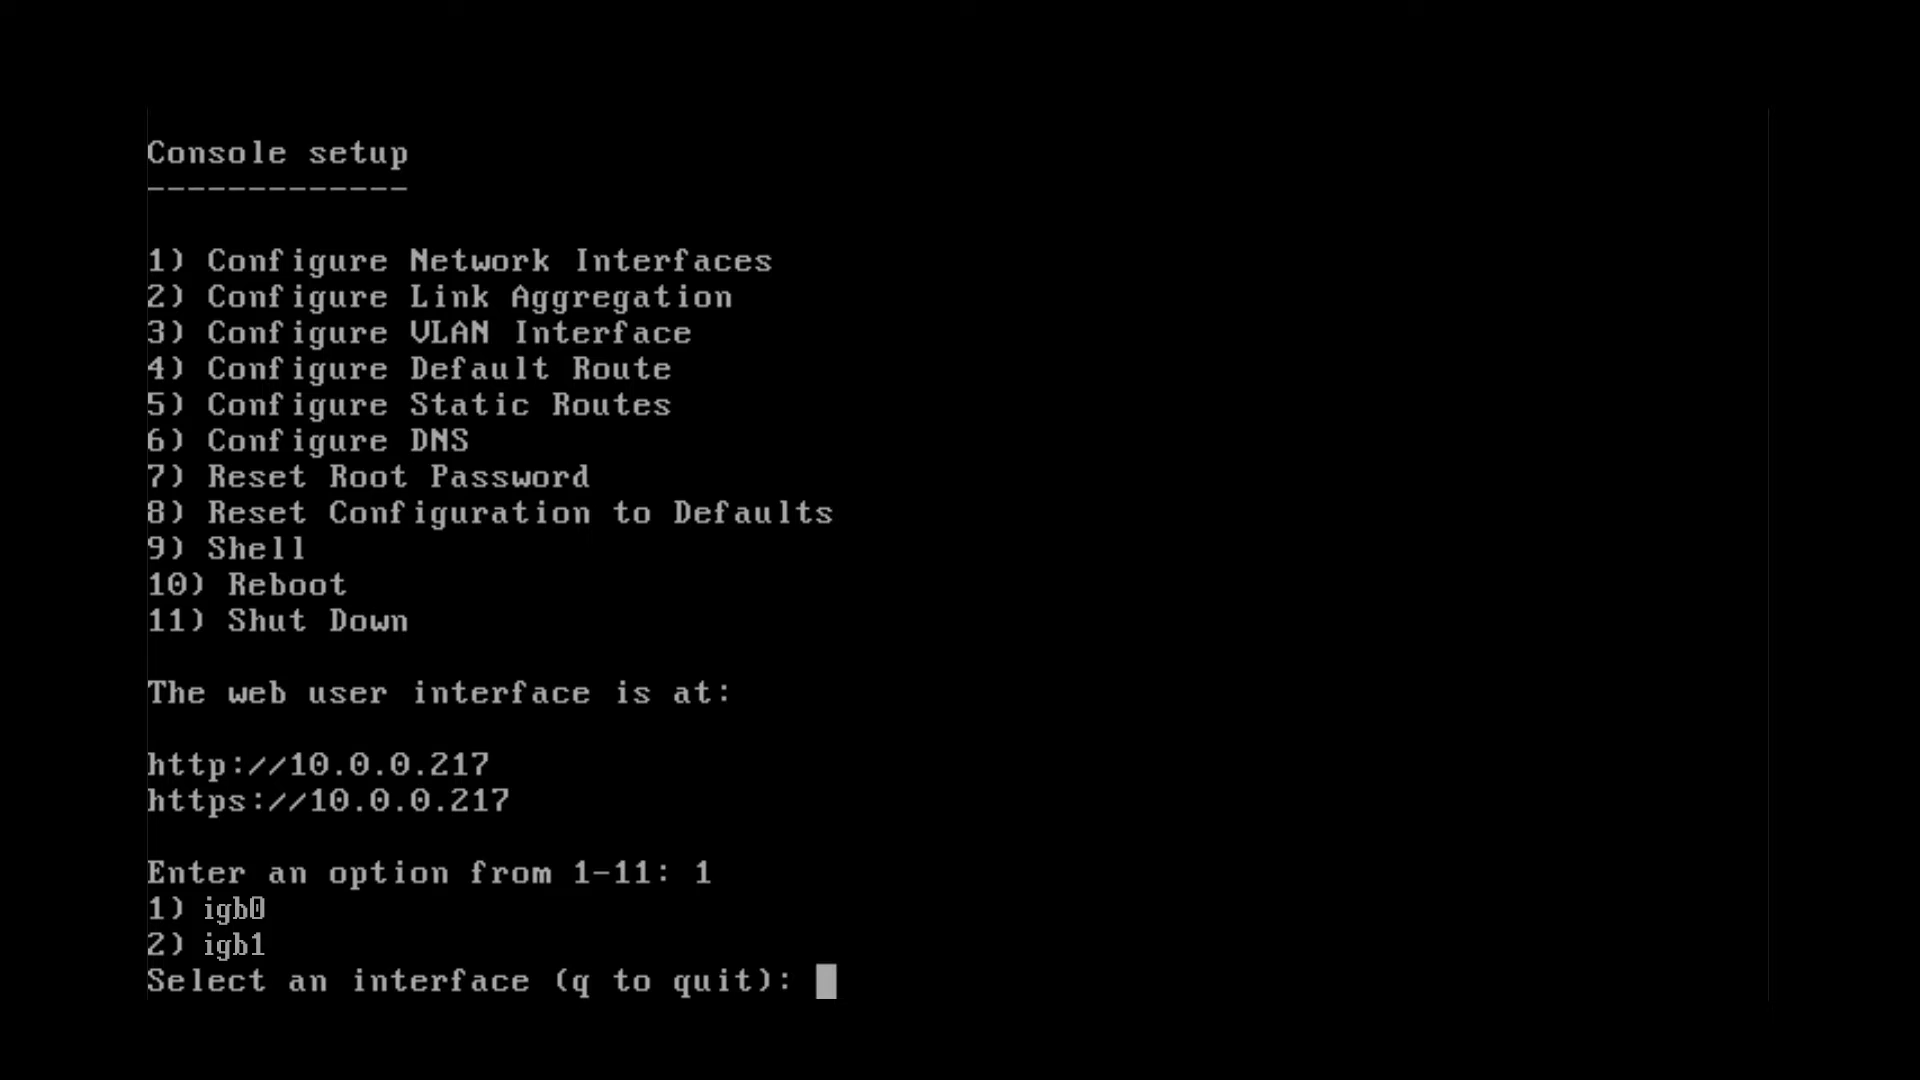 Console setup
-------------
1) Configure Network Interfaces
2) Configure Link Aggregation
3) Configure VLAN Interface
4) Configure Default Route
5) Configure Static Routes
6) Configure DNS
7) Reset Root Password
8) Reset Configuration to Defaults
9) Shell
10) Reboot
11) Shut Down
The web user interface is at:
http://10.0.0.217
https://10.0.0.217
Enter an option from 1-11: 1
1) igb0
2) igb1
Select an interface (q to quit):